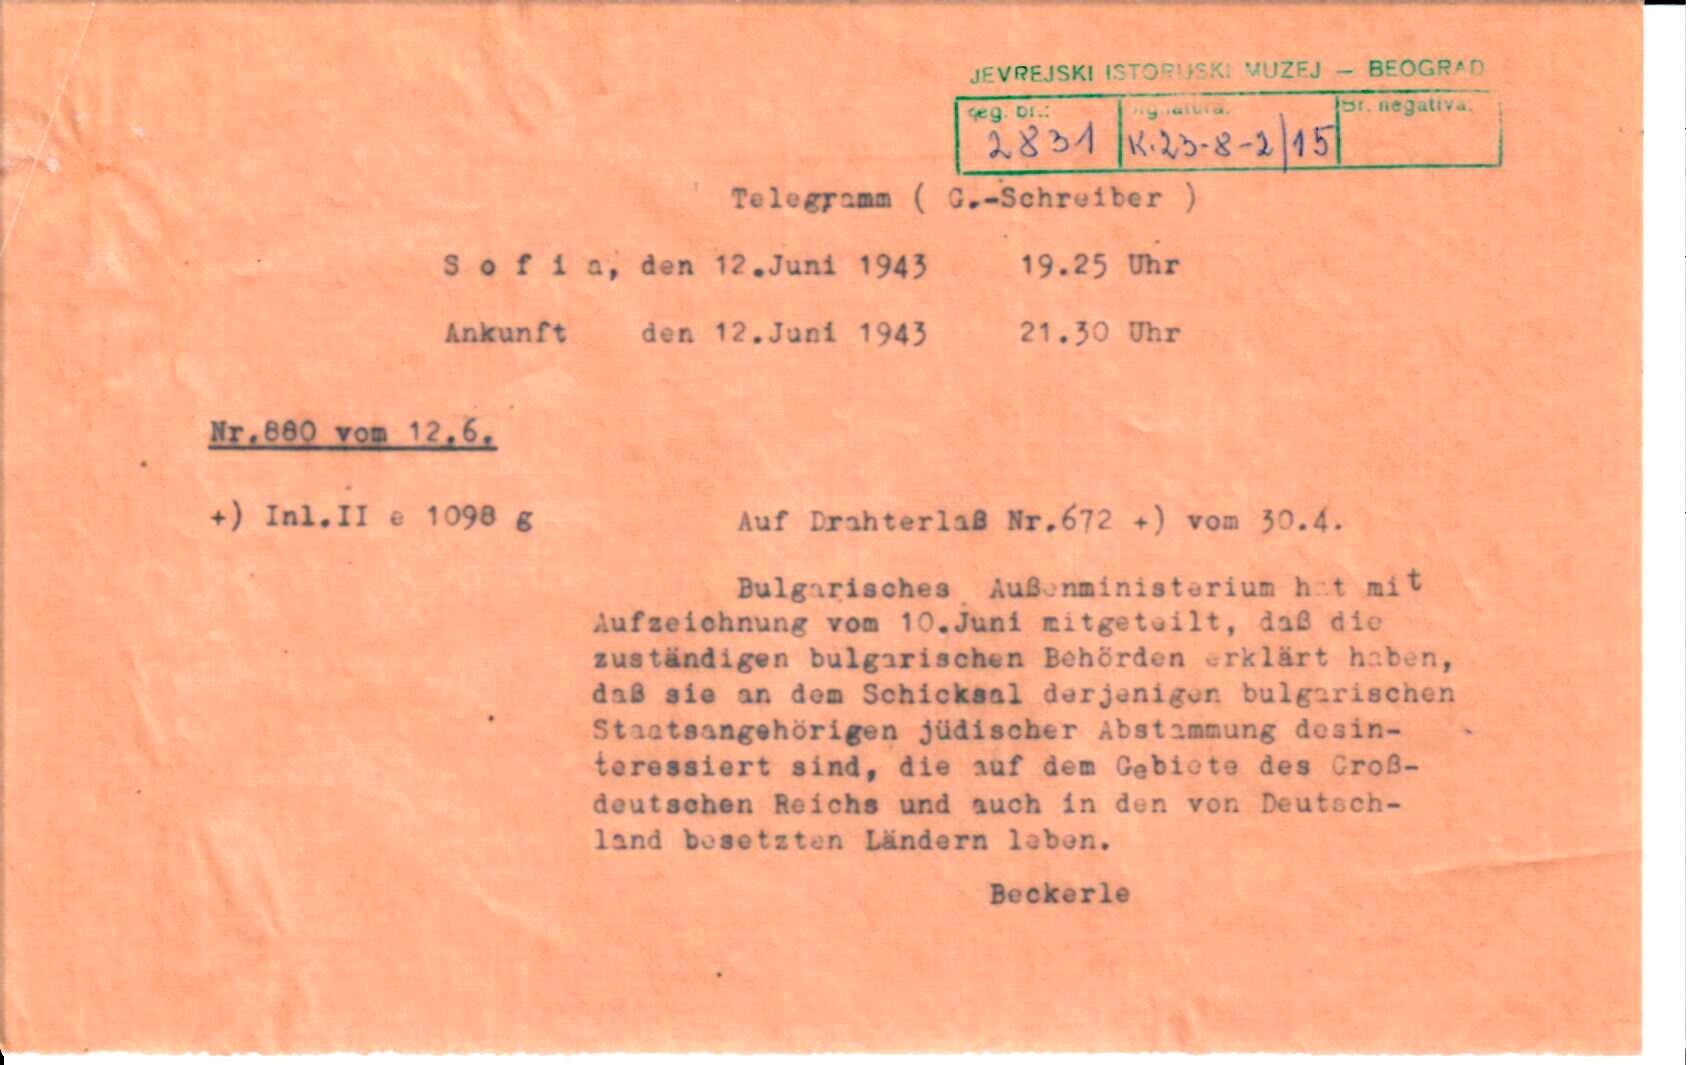 JEVREJSKI ISTORIJSKI MUZEJ — BEOGRAD
Reg. br.: Signatura: Br. negativa:
2831 K.23-8-2/15
Telegramm ( G.-Schreiber )
S o f i a, den 12.Juni 1943 19.25 Uhr
Ankunft den 12.Juni 1943 21.30 Uhr
Nr.880 vom 12.6.
+) Inl.II e 1098 g
Auf Drahterlaß Nr.672 +) vom 30.4.
Bulgarisches Außenministerium hat mit
Aufzeichnung vom 10.Juni mitgeteilt, daß die
zuständigen bulgarischen Behörden erklärt haben,
daß sie an dem Schicksal derjenigen bulgarischen
Staatsangehörigen jüdischer Abstammung desin-
teressiert sind, die auf dem Gebiete des Groß-
deutschen Reichs und auch in den von Deutsch-
land besetzten Ländern leben.
Beckerle